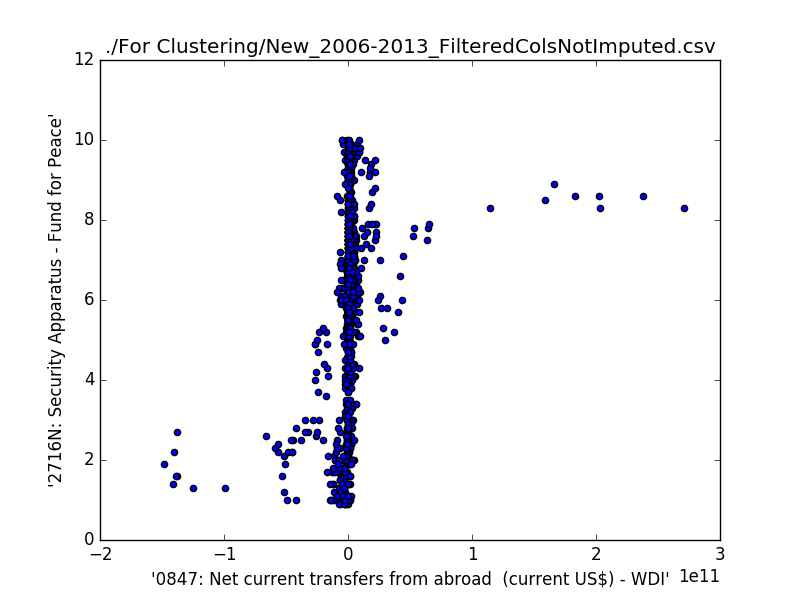 ./For Clustering/New_2006-2013_FilteredColsNotImputed.csv
12
10
8
6
4
2
0
'2716N: Security Apparatus - Fund for Peace'
−2 −1 0 1 2 3
1e11
'0847: Net current transfers from abroad  (current US$) - WDI'